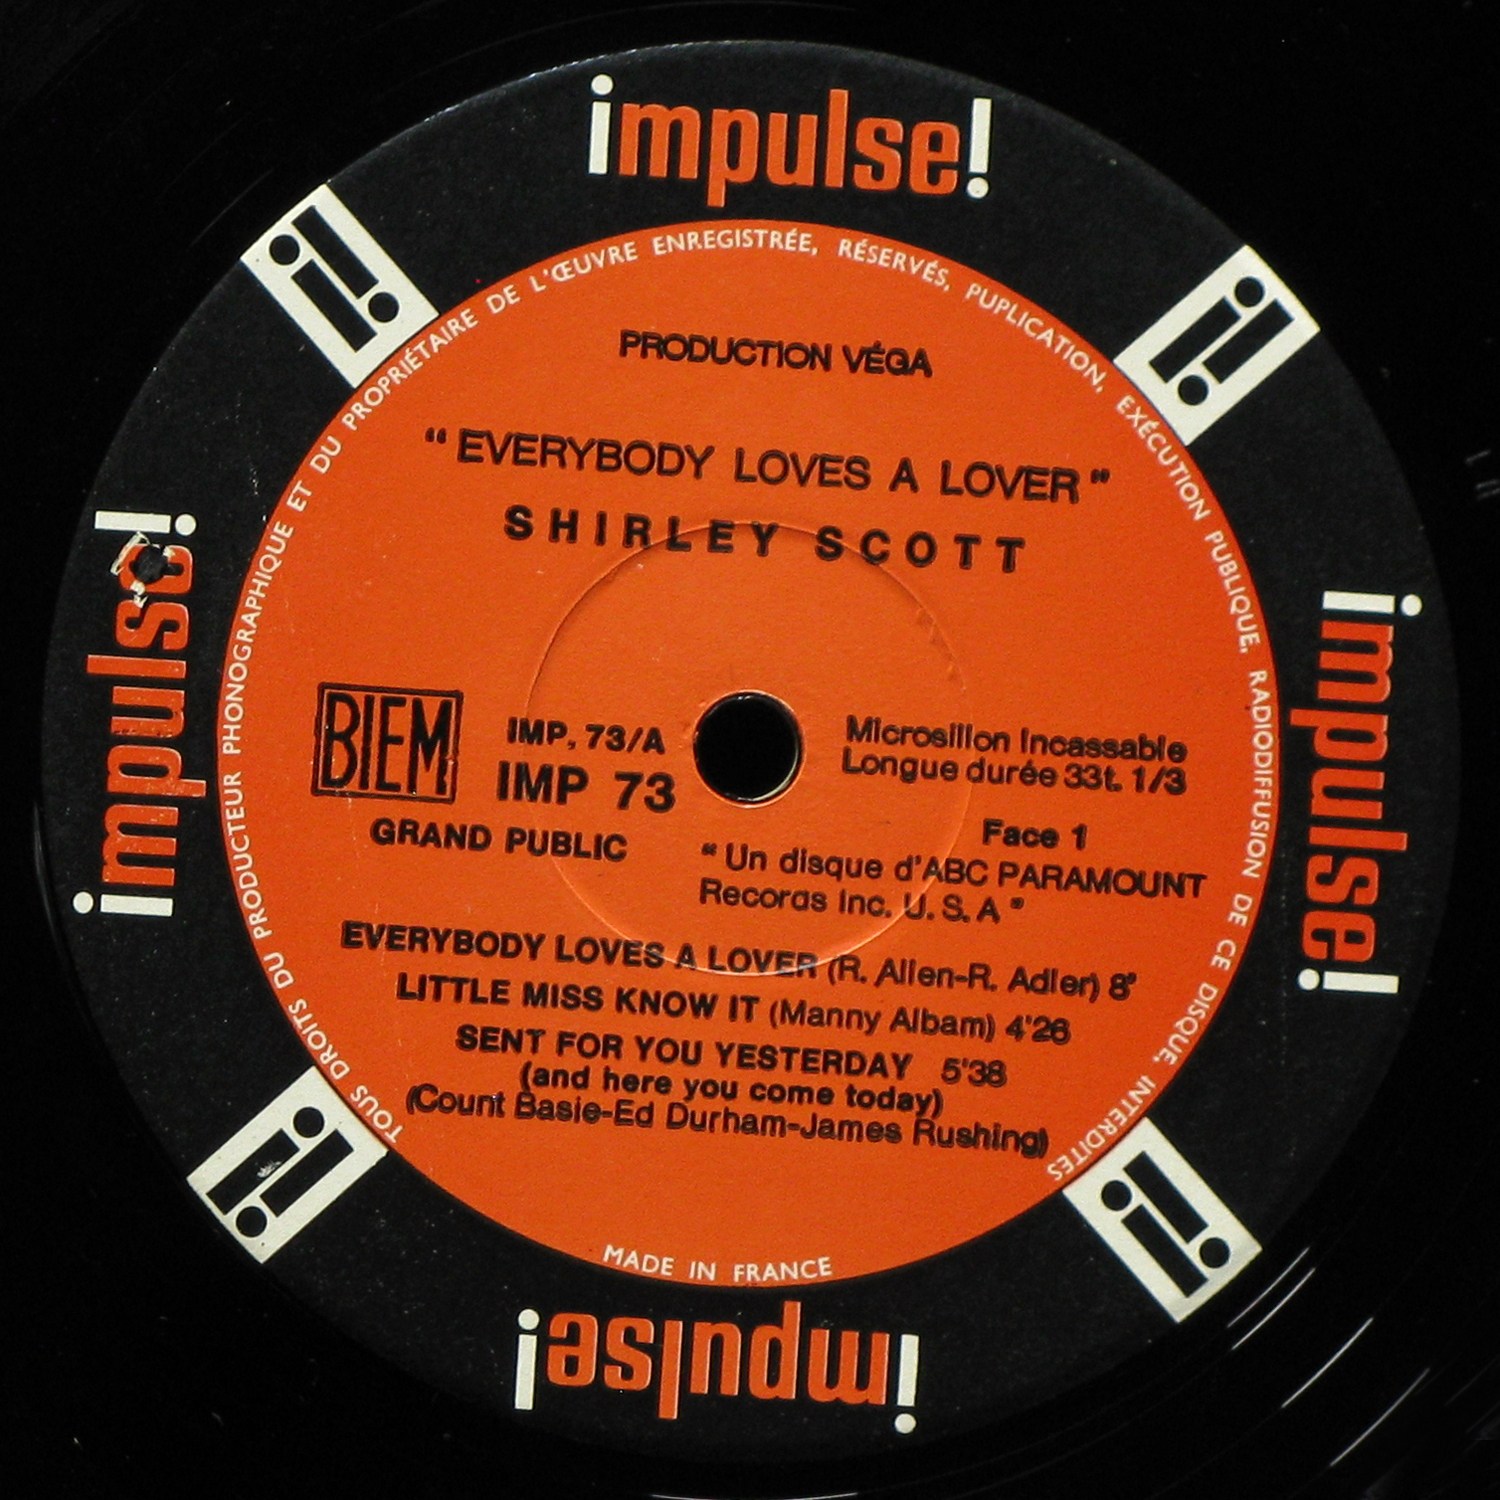 impulse!
TOUS DROITS DU PRODUCTEUR PHONOGRAPHIQUE ET DU PROPRIÉTAIRE DE L'ŒUVRE ENREGISTRÉE, RÉSERVÉS, PUPLICATION, EXÉCUTION PUBLIQUE, RADIODIFFUSION DE CE DISQUE, INTERDITES
PRODUCTION VÉGA
“ EVERYBODY LOVES A LOVER ”
SHIRLEY SCOTT
impulse!
impulse!
BIEM
IMP. 73/A
IMP 73
GRAND PUBLIC
Microsillon Incassable
Longue durée 33t. 1/3
Face 1
“ Un disque d'ABC PARAMOUNT
Records Inc. U. S. A ”
EVERYBODY LOVES A LOVER (R. Allen-R. Adler) 8'
LITTLE MISS KNOW IT (Manny Albam) 4'26
SENT FOR YOU YESTERDAY 5'38
(and here you come today)
(Count Basie-Ed Durham-James Rushing)
MADE IN FRANCE
impulse!